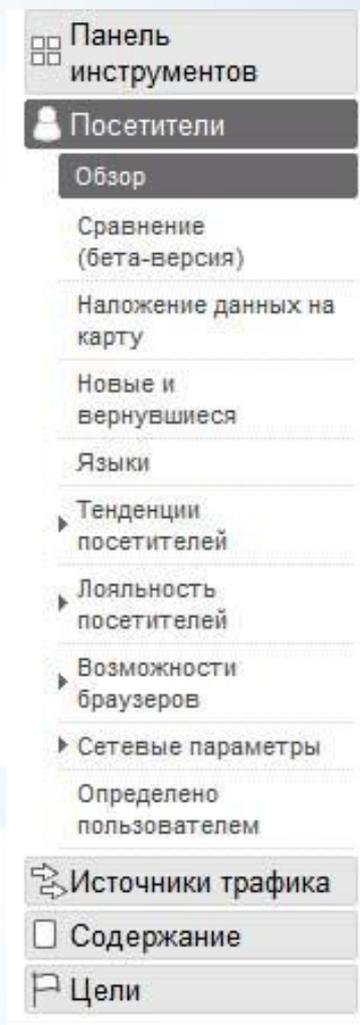 Панель
инструментов
Посетители
Обзор
Сравнение
(бета-версия)
Наложение данных на
карту
Новые и
вернувшиеся
Языки
Тенденции
посетителей
Лояльность
посетителей
Возможности
браузеров
Сетевые параметры
Определено
пользователем
Источники трафика
Содержание
Цели